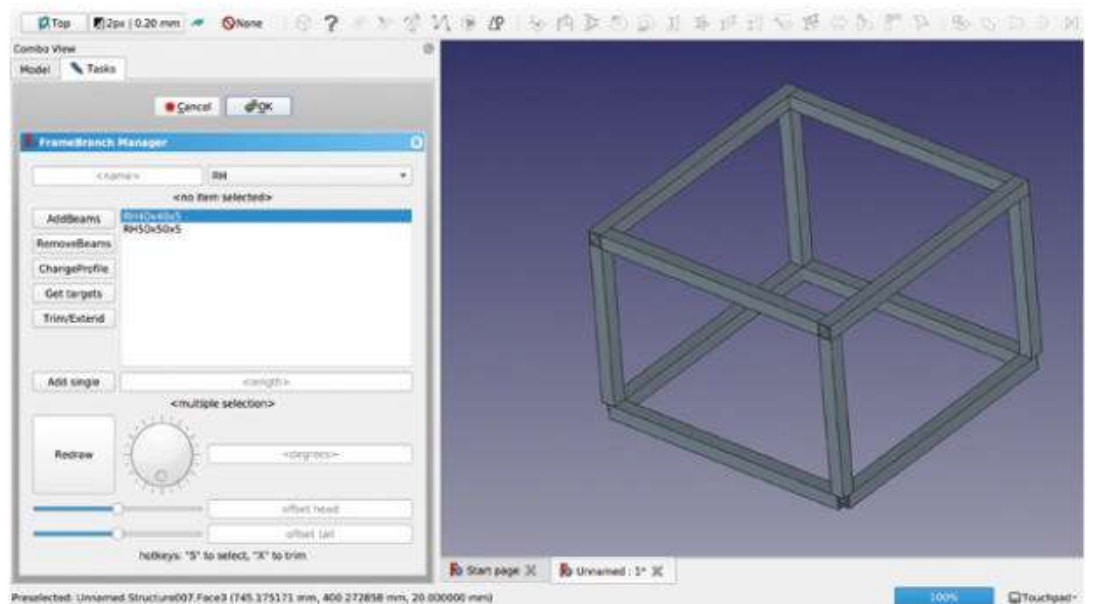 Top 2px | 0.20 mm None
Combo View
Model Tasks
Cancel OK
FrameBranch Manager
<name> RH
<no item selected>
AddBeams RH40x40x5
RemoveBeams RH50x50x5
ChangeProfile
Get targets
Trim/Extend
Add single <length>
<multiple selection>
Redraw <degrees>
offset head
offset tail
hotkeys: "S" to select, "X" to trim
Start page Unnamed : 1*
Preselected: Unnamed.Structure007.Face3 (745.175171 mm, 400.272858 mm, 20.000000 mm) 100% Touchpad